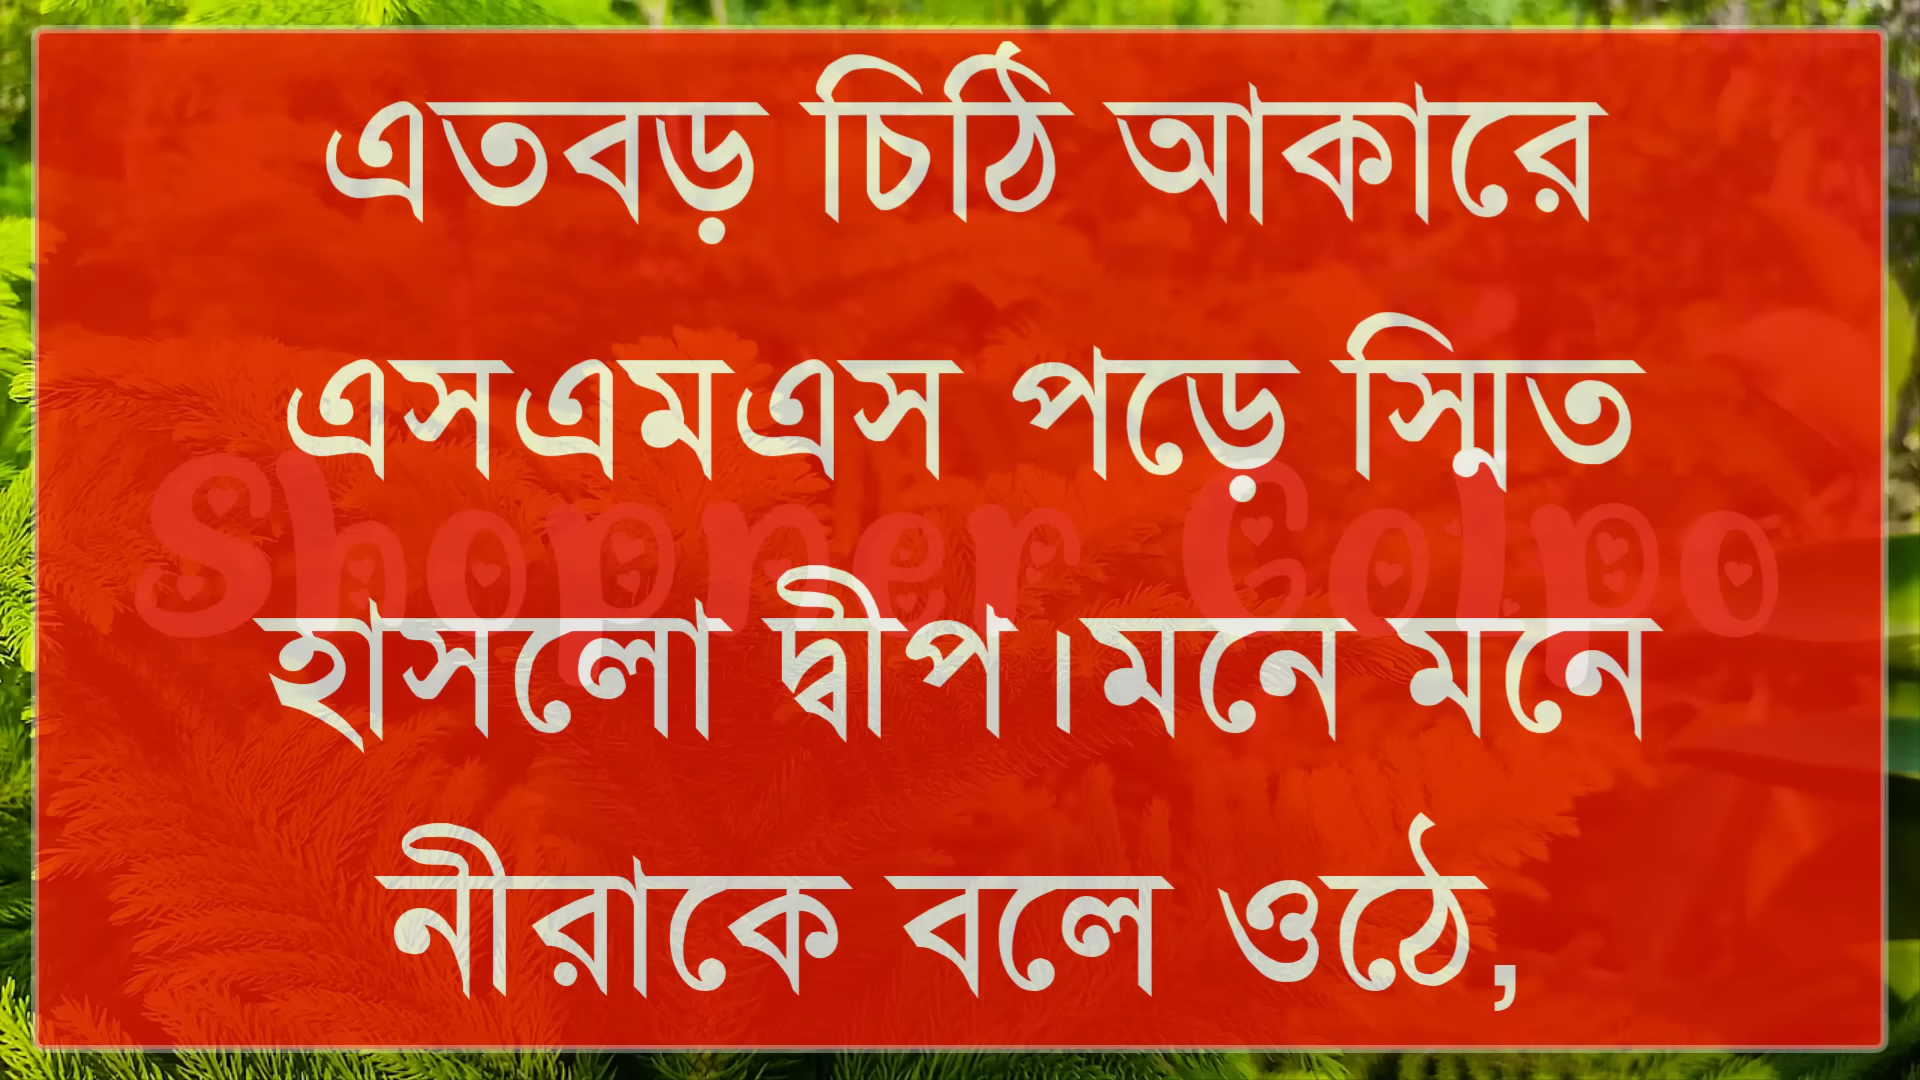 এতবড় চিঠি আকারে
এসএমএস পড়ে স্মিত
Shopner Golpo
হাসলো দ্বীপ।মনে মনে
নীরাকে বলে ওঠে,